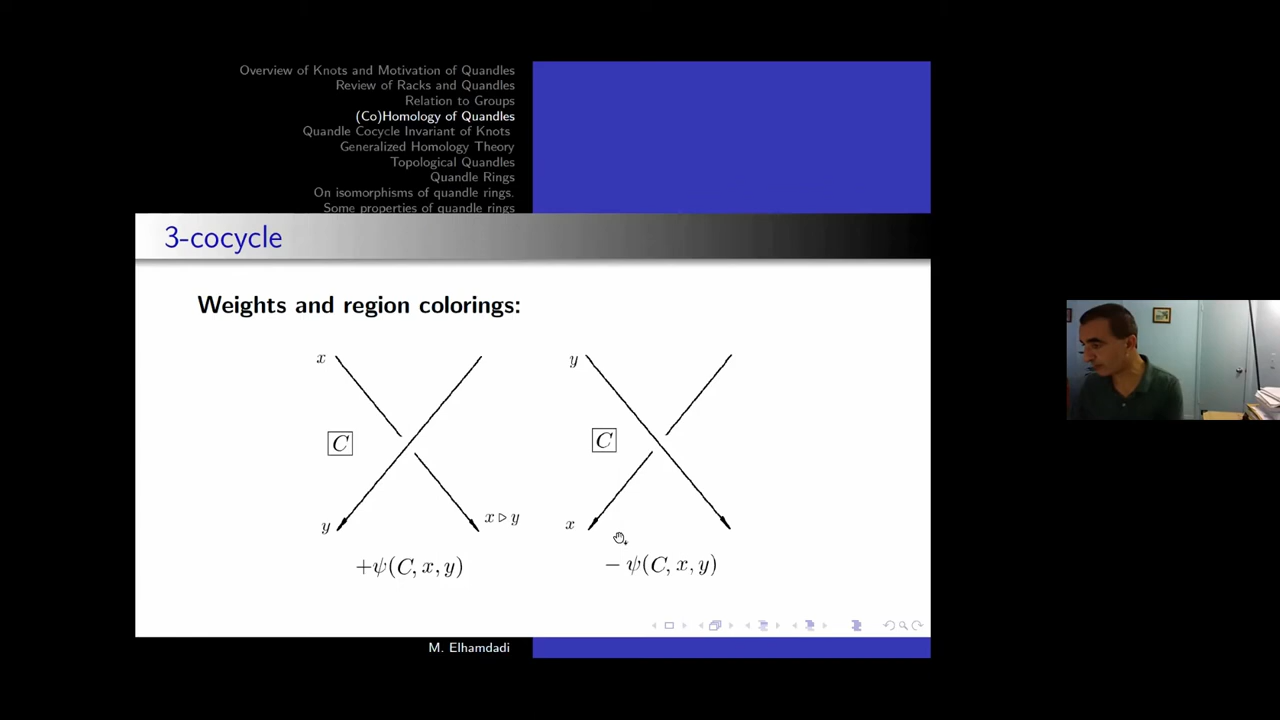 Overview of Knots and Motivation of Quandles
Review of Racks and Quandles
Relation to Groups
(Co)Homology of Quandles
Quandle Cocycle Invariant of Knots
Generalized Homology Theory
Topological Quandles
Quandle Rings
On isomorphisms of quandle rings.
Some properties of quandle rings
3-cocycle
Weights and region colorings:
x
y
C
C
y
x ▷ y
x
+ψ(C, x, y)
− ψ(C, x, y)
M. Elhamdadi